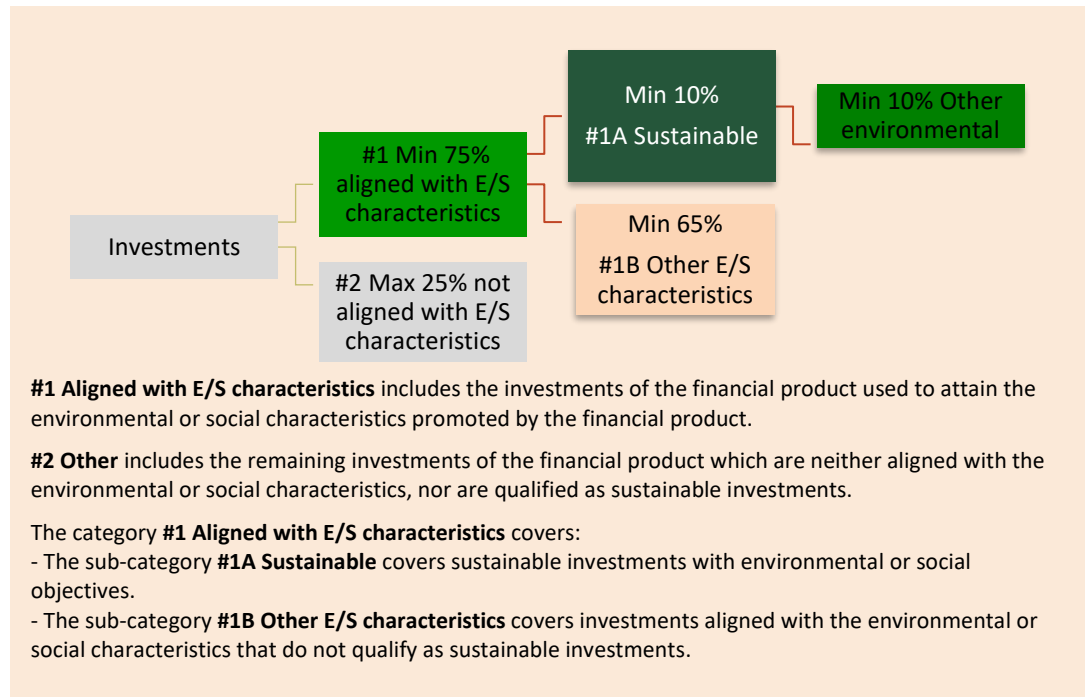 Min 10%
#1A Sustainable
Min 10% Other
environmental
#1 Min 75%
aligned with E/S
characteristics
Min 65%
#1B Other E/S
characteristics
Investments
#2 Max 25% not
aligned with E/S
characteristics
#1 Aligned with E/S characteristics includes the investments of the financial product used to attain the
environmental or social characteristics promoted by the financial product.
#2 Other includes the remaining investments of the financial product which are neither aligned with the
environmental or social characteristics, nor are qualified as sustainable investments.
The category #1 Aligned with E/S characteristics covers:
- The sub-category #1A Sustainable covers sustainable investments with environmental or social
objectives.
- The sub-category #1B Other E/S characteristics covers investments aligned with the environmental or
social characteristics that do not qualify as sustainable investments.